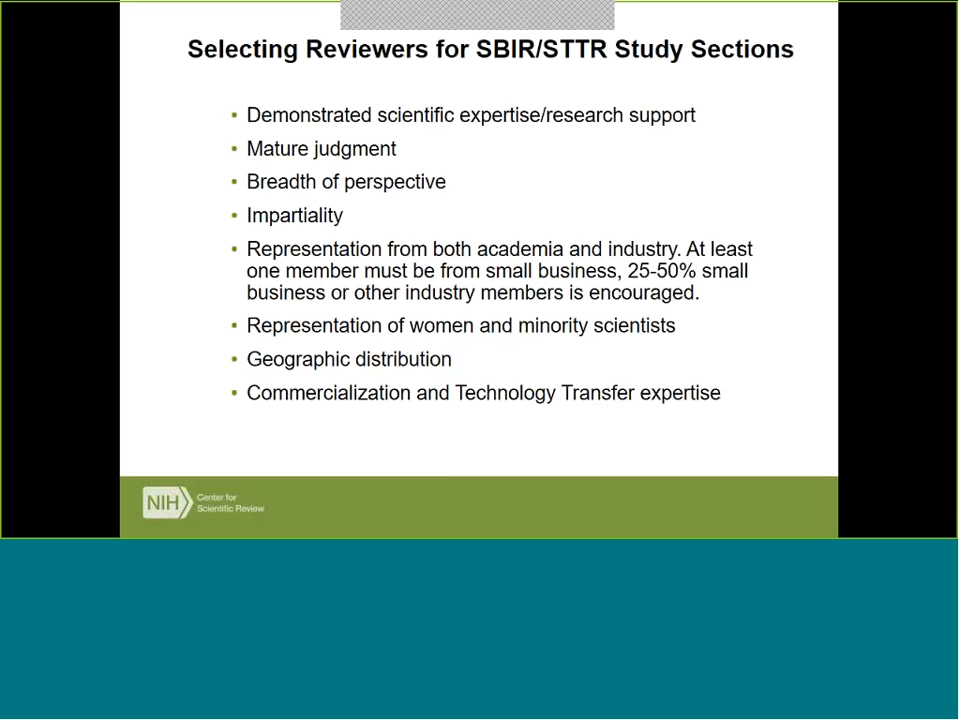 Selecting Reviewers for SBIR/STTR Study Sections
• Demonstrated scientific expertise/research support
• Mature judgment
• Breadth of perspective
• Impartiality
• Representation from both academia and industry. At least
one member must be from small business, 25-50% small
business or other industry members is encouraged.
• Representation of women and minority scientists
• Geographic distribution
• Commercialization and Technology Transfer expertise
NIH
Center for
Scientific Review